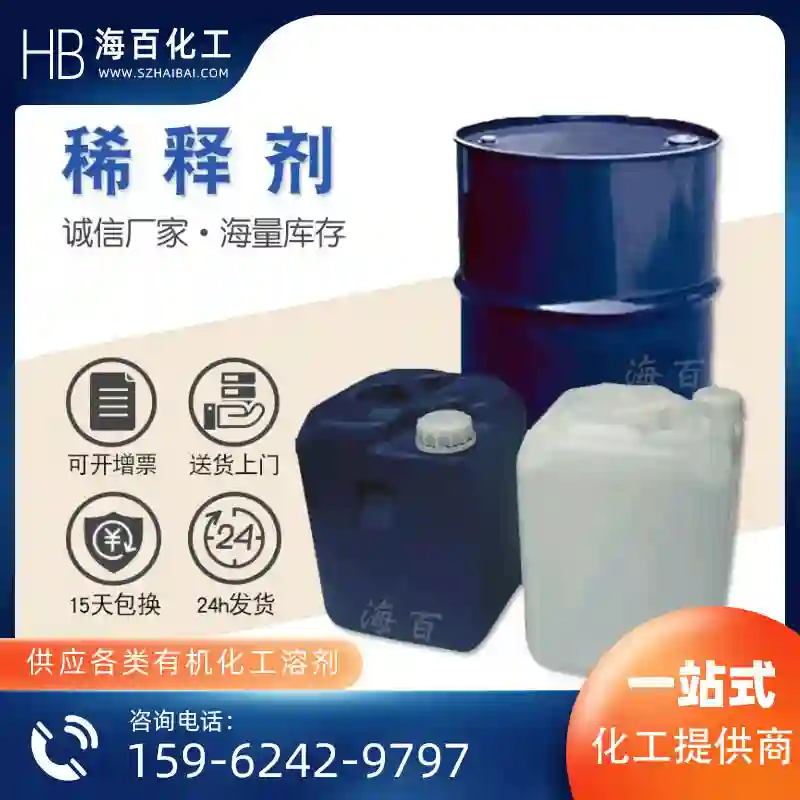 HB 海百化工
WWW.SZHAIBAI.COM
稀释剂
诚信厂家·海量库存
海百
可开增票
送货上门
¥
24
15天包换
24h发货
海百
供应各类有机化工溶剂
一站式
化工提供商
咨询电话：
159-6242-9797